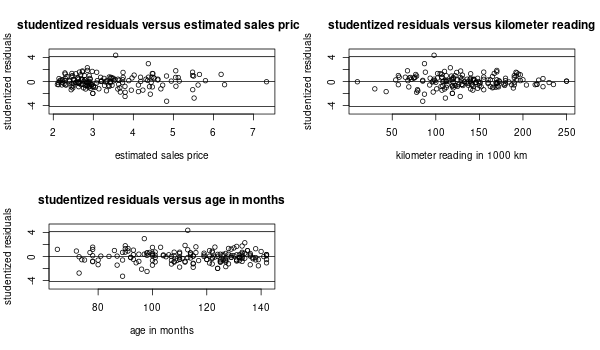 studentized residuals versus estimated sales pric
studentized residuals
4
0
-4
2 3 4 5 6 7
estimated sales price
studentized residuals versus kilometer reading
studentized residuals
4
0
-4
50 100 150 200 250
kilometer reading in 1000 km
studentized residuals versus age in months
studentized residuals
4
0
-4
80 100 120 140
age in months